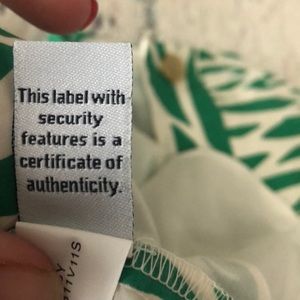 This label with
security
features is a
certificate of
authenticity.